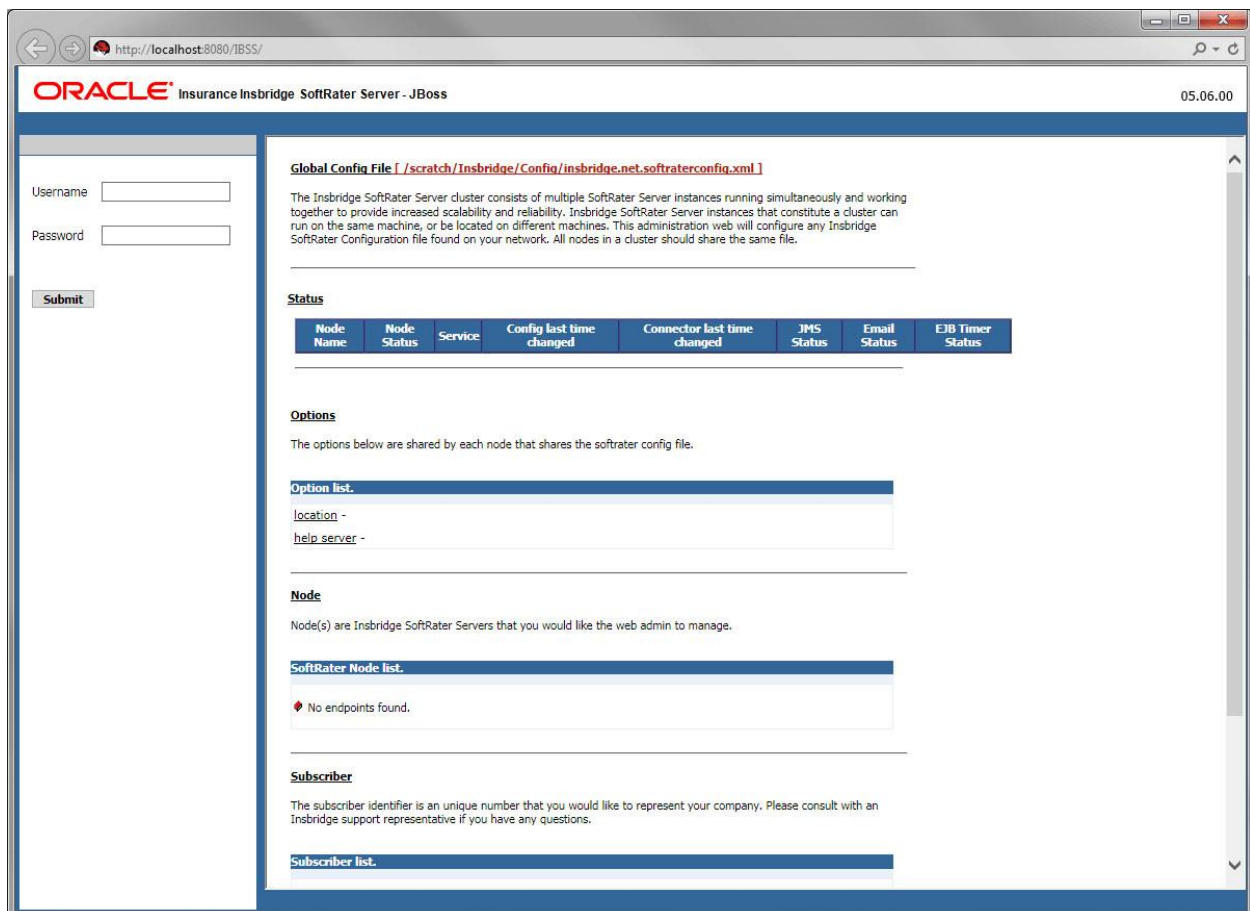 http://localhost:8080/IBSS/
ORACLE Insurance Insbridge SoftRater Server - JBoss
05.06.00
Username
Password
Submit
Global Config File [ /scratch/Insbridge/Config/insbridge.net.softraterconfig.xml ]
The Insbridge SoftRater Server cluster consists of multiple SoftRater Server instances running simultaneously and working
together to provide increased scalability and reliability. Insbridge SoftRater Server instances that constitute a cluster can
run on the same machine, or be located on different machines. This administration web will configure any Insbridge
SoftRater Configuration file found on your network. All nodes in a cluster should share the same file.
Status
Node Name Node Status Service Config last time changed Connector last time changed JMS Status Email Status EJB Timer Status
Options
The options below are shared by each node that shares the softrater config file.
Option list.
location -
help server -
Node
Node(s) are Insbridge SoftRater Servers that you would like the web admin to manage.
SoftRater Node list.
No endpoints found.
Subscriber
The subscriber identifier is an unique number that you would like to represent your company. Please consult with an
Insbridge support representative if you have any questions.
Subscriber list.